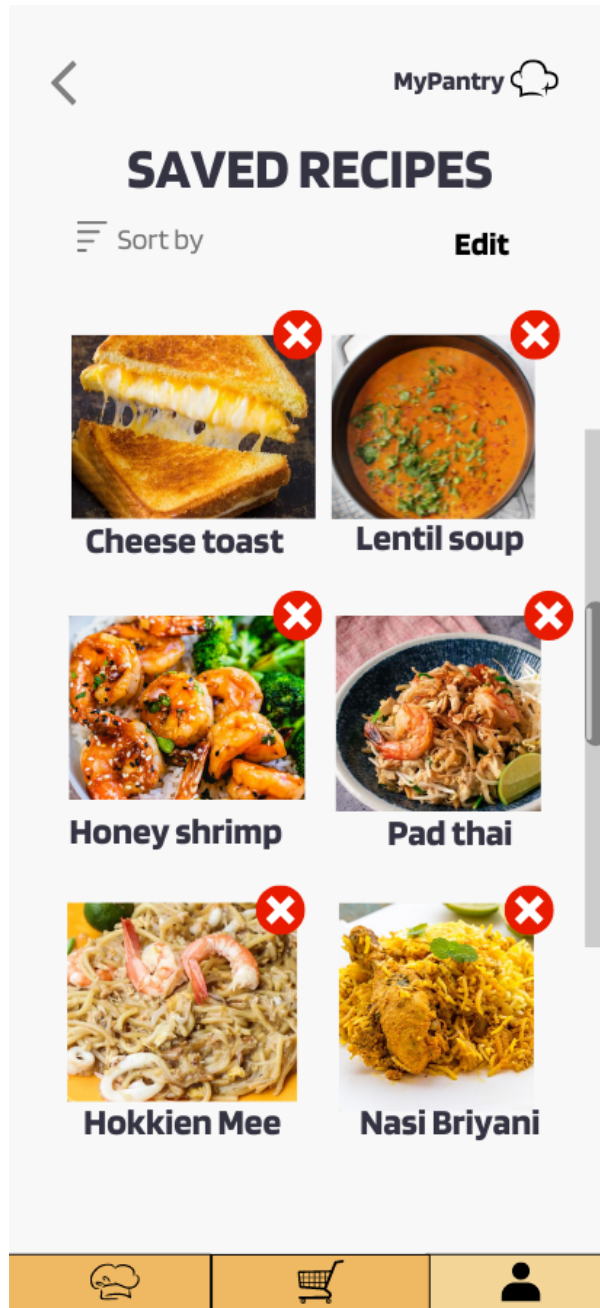 MyPantry
SAVED RECIPES
Sort by
Edit
Cheese toast
Lentil soup
Honey shrimp
Pad thai
Hokkien Mee
Nasi Briyani